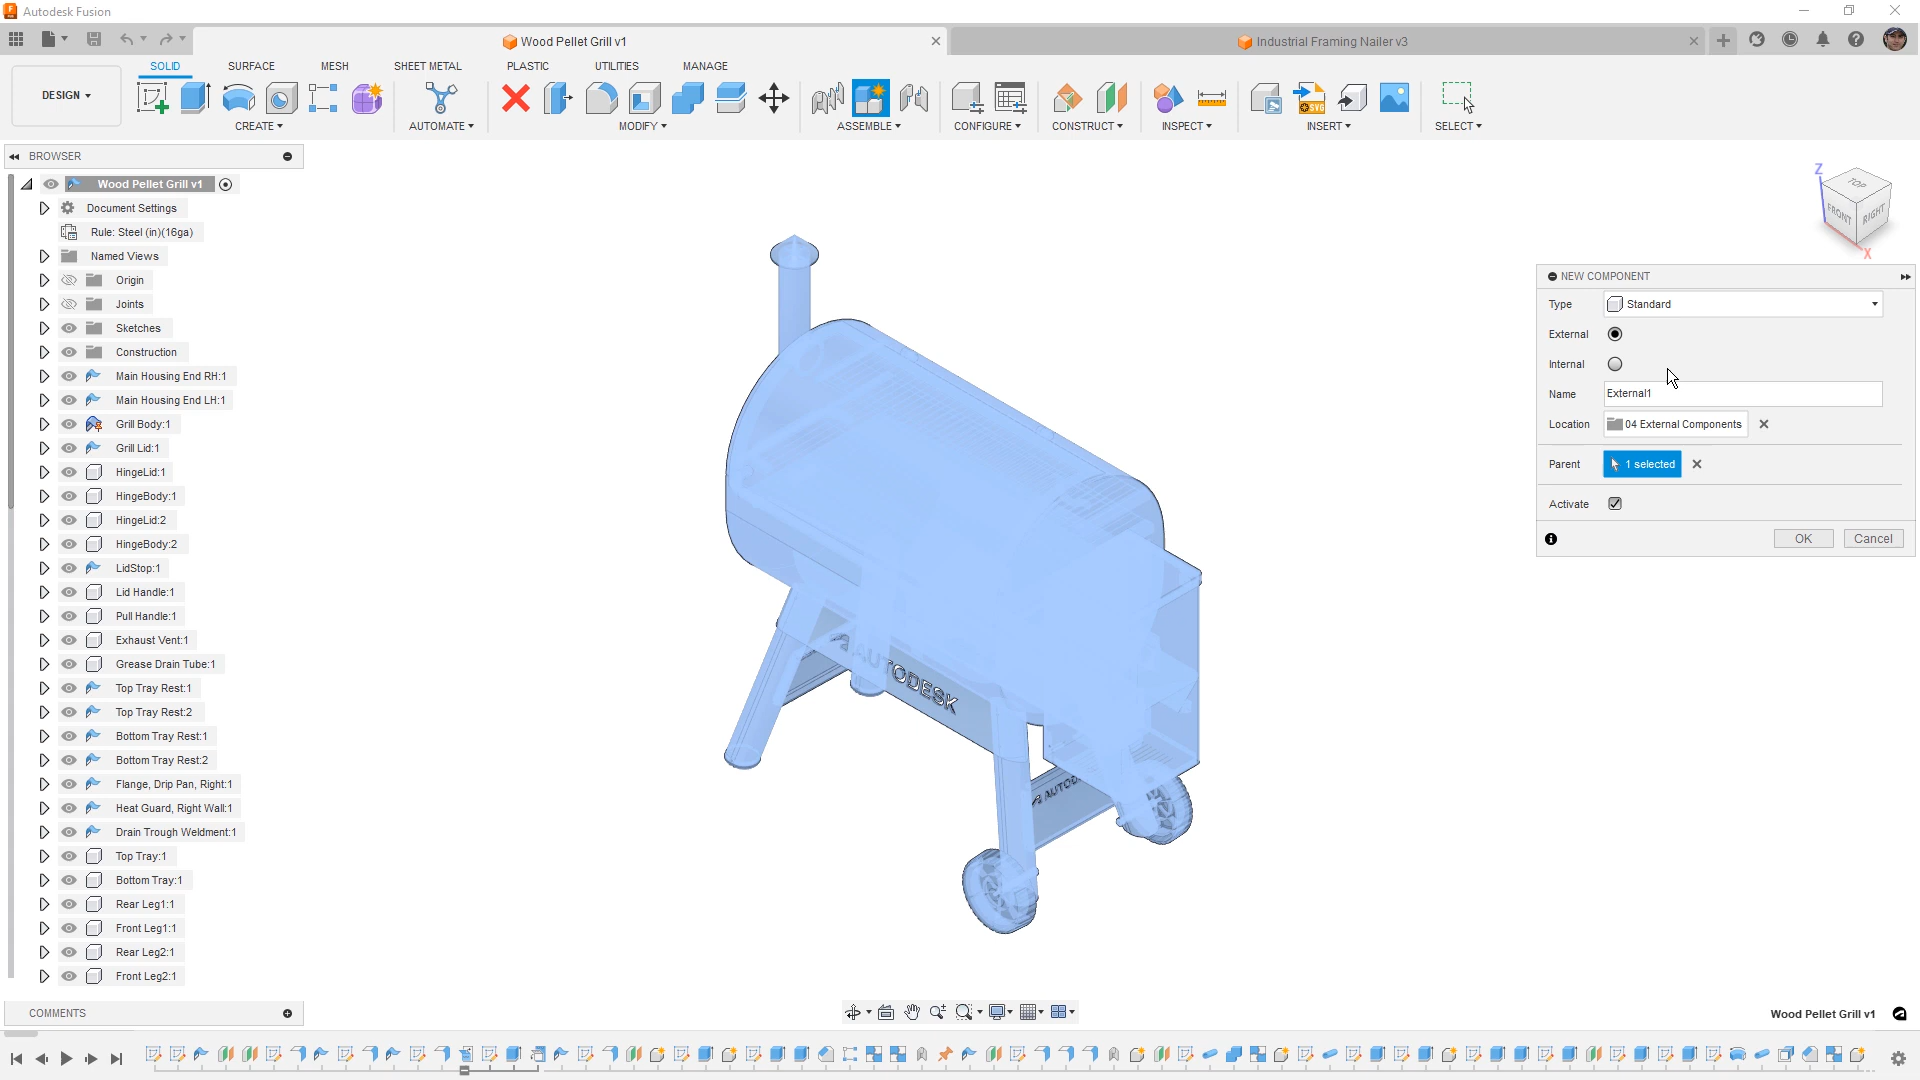 Autodesk Fusion
Wood Pellet Grill v1
Industrial Framing Nailer v3
SOLID
SURFACE
MESH
SHEET METAL
PLASTIC
UTILITIES
MANAGE
DESIGN
CREATE
AUTOMATE
MODIFY
ASSEMBLE
CONFIGURE
CONSTRUCT
INSPECT
INSERT
SELECT
SVG
BROWSER
Wood Pellet Grill v1
Document Settings
Rule: Steel (in)(16ga)
Named Views
Origin
Joints
Sketches
Construction
Main Housing End RH:1
Main Housing End LH:1
Grill Body:1
Grill Lid:1
HingeLid:1
HingeBody:1
HingeLid:2
HingeBody:2
LidStop:1
Lid Handle:1
Pull Handle:1
Exhaust Vent:1
Grease Drain Tube:1
Top Tray Rest:1
Top Tray Rest:2
Bottom Tray Rest:1
Bottom Tray Rest:2
Flange, Drip Pan, Right:1
Heat Guard, Right Wall:1
Drain Trough Weldment:1
Top Tray:1
Bottom Tray:1
Rear Leg1:1
Front Leg1:1
Rear Leg2:1
Front Leg2:1
COMMENTS
AUTODESK
Z
TOP
FRONT
RIGHT
X
NEW COMPONENT
Type
Standard
External
Internal
Name
External1
Location
04 External Components
Parent
1 selected
Activate
OK
Cancel
Wood Pellet Grill v1